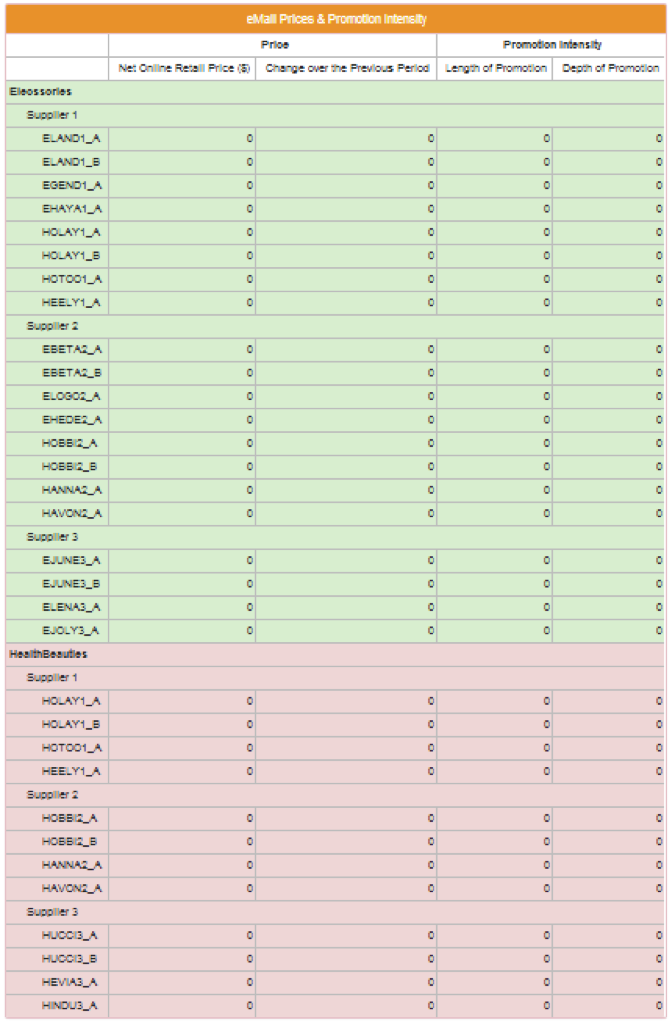 eMall Prices & Promotion Intensity
Price Promotion Intensity
Net Online Retail Price ($) Change over the Previous Period Length of Promotion Depth of Promotion
Elecssories
Supplier 1
ELAND1_A 0 0 0 0
ELAND1_B 0 0 0 0
EGEND1_A 0 0 0 0
EHAYA1_A 0 0 0 0
HOLAY1_A 0 0 0 0
HOLAY1_B 0 0 0 0
HOTOO1_A 0 0 0 0
HEELY1_A 0 0 0 0
Supplier 2
EBETA2_A 0 0 0 0
EBETA2_B 0 0 0 0
ELOGO2_A 0 0 0 0
EHEDE2_A 0 0 0 0
HOBBI2_A 0 0 0 0
HOBBI2_B 0 0 0 0
HANNA2_A 0 0 0 0
HAVON2_A 0 0 0 0
Supplier 3
EJUNE3_A 0 0 0 0
EJUNE3_B 0 0 0 0
ELENA3_A 0 0 0 0
EJOLY3_A 0 0 0 0
HealthBeauties
Supplier 1
HOLAY1_A 0 0 0 0
HOLAY1_B 0 0 0 0
HOTOO1_A 0 0 0 0
HEELY1_A 0 0 0 0
Supplier 2
HOBBI2_A 0 0 0 0
HOBBI2_B 0 0 0 0
HANNA2_A 0 0 0 0
HAVON2_A 0 0 0 0
Supplier 3
HUCCI3_A 0 0 0 0
HUCCI3_B 0 0 0 0
HEVIA3_A 0 0 0 0
HINDU3_A 0 0 0 0